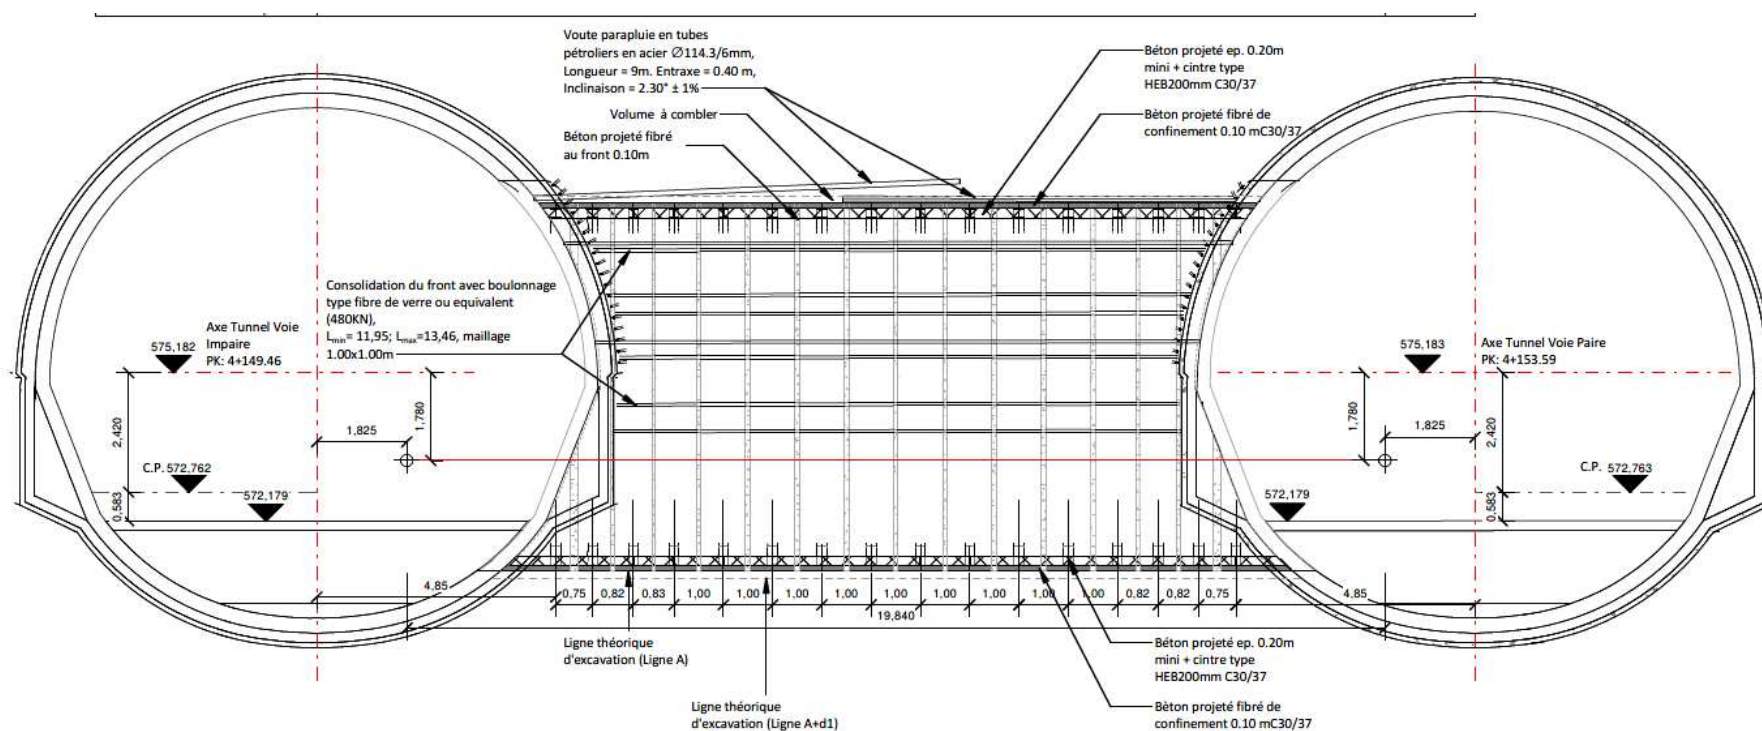 Voute parapluie en tubes
pétroliers en acier ∅114.3/6mm,
Longueur = 9m. Entraxe = 0.40 m,
Inclinaison = 2.30° ± 1%
Volume à combler
Béton projeté fibré
au front 0.10m
Béton projeté ep. 0.20m
mini + cintre type
HEB200mm C30/37
Bèton projeté fibré de
confinement 0.10 mC30/37
Consolidation du front avec boulonnage
type fibre de verre ou equivalent
(480KN),
Lmin= 11,95; Lmax=13,46, maillage
1.00x1.00m
Axe Tunnel Voie
Impaire
PK: 4+149.46
575,182
575,183
Axe Tunnel Voie Paire
PK: 4+153.59
1,825
1,780
2,420
C.P. 572,762
572,179
0,583
1,780
1,825
2,420
C.P. 572,763
572,179
0,583
4,85
0,75 0,82 0,83 1,00 1,00 1,00 1,00 1,00 1,00 1,00 1,00 1,00 0,82 0,82 0,75
4,85
19,840
Ligne théorique
d'excavation (Ligne A)
Ligne théorique
d'excavation (Ligne A+d1)
Béton projeté ep. 0.20m
mini + cintre type
HEB200mm C30/37
Bèton projeté fibré de
confinement 0.10 mC30/37